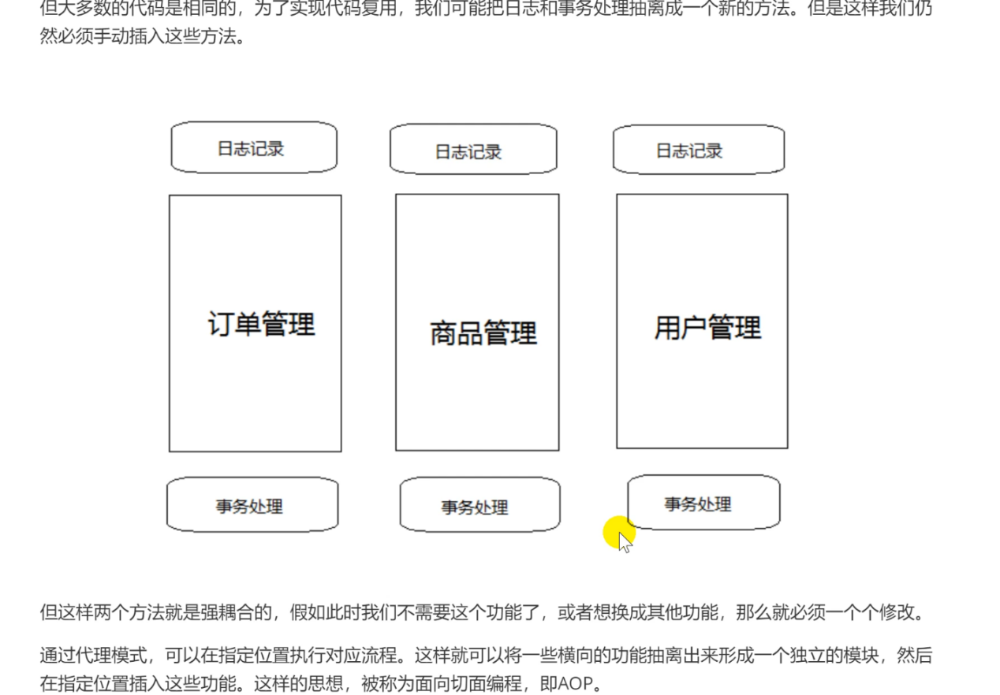 但大多数的代码是相同的，为了实现代码复用，我们可能把日志和事务处理抽离成一个新的方法。但是这样我们仍
然必须手动插入这些方法。
日志记录 日志记录 日志记录
订单管理 商品管理 用户管理
事务处理 事务处理 事务处理
但这样两个方法就是强耦合的，假如此时我们不需要这个功能了，或者想换成其他功能，那么就必须一个个修改。
通过代理模式，可以在指定位置执行对应流程。这样就可以将一些横向的功能抽离出来形成一个独立的模块，然后
在指定位置插入这些功能。这样的思想，被称为面向切面编程，即AOP。